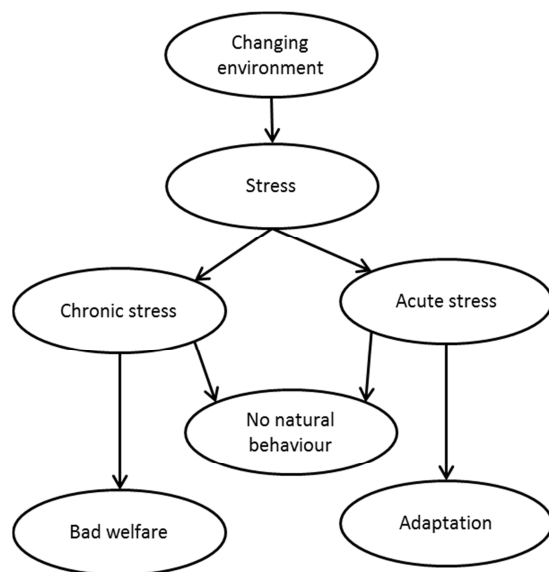 Changing
environment
Stress
Chronic stress
Acute stress
No natural
behaviour
Bad welfare
Adaptation